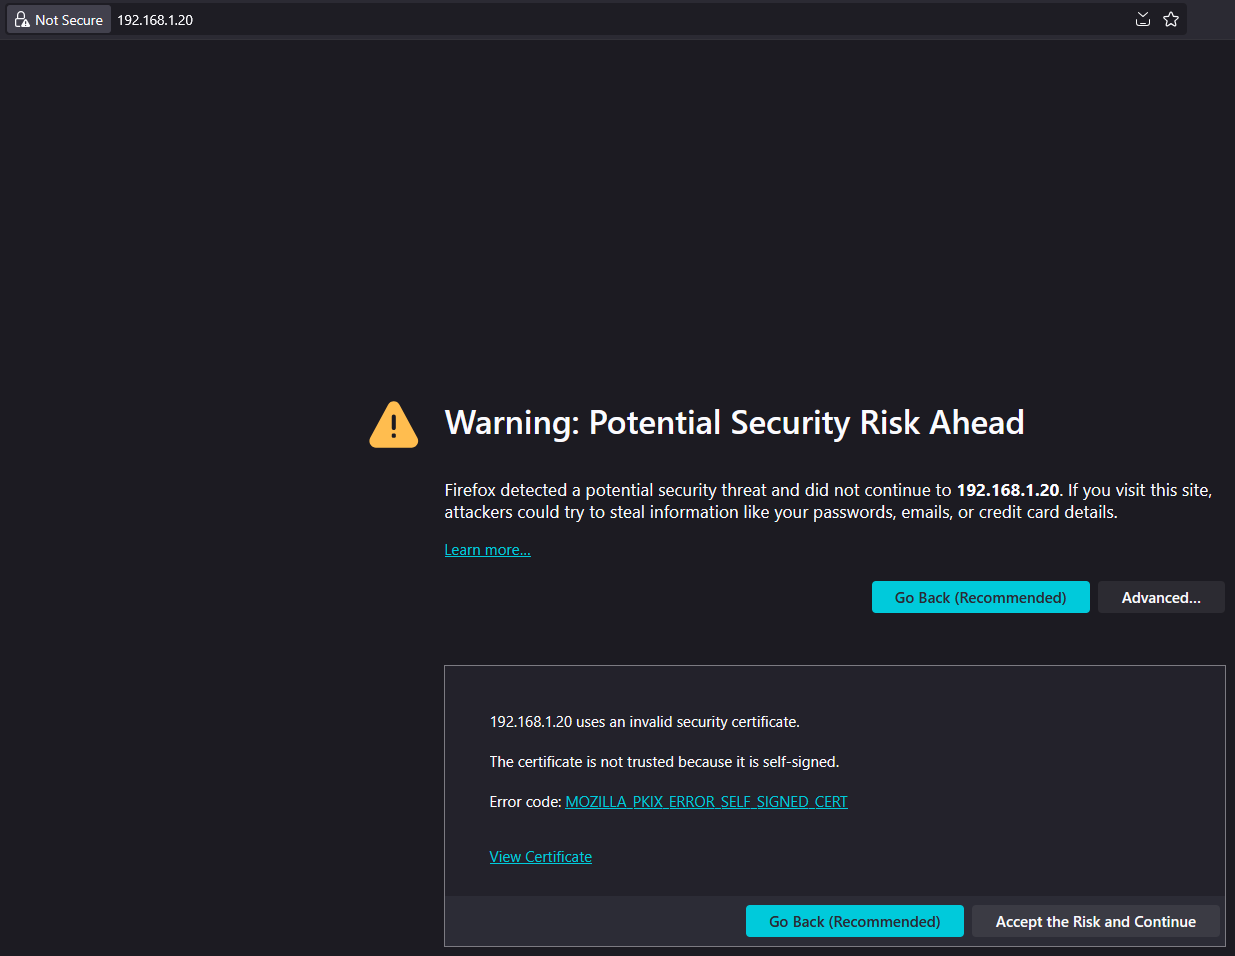 Not Secure 192.168.1.20
Warning: Potential Security Risk Ahead
Firefox detected a potential security threat and did not continue to 192.168.1.20. If you visit this site,
attackers could try to steal information like your passwords, emails, or credit card details.
Learn more...
Go Back (Recommended) Advanced...
192.168.1.20 uses an invalid security certificate.
The certificate is not trusted because it is self-signed.
Error code: MOZILLA_PKIX_ERROR_SELF_SIGNED_CERT
View Certificate
Go Back (Recommended) Accept the Risk and Continue